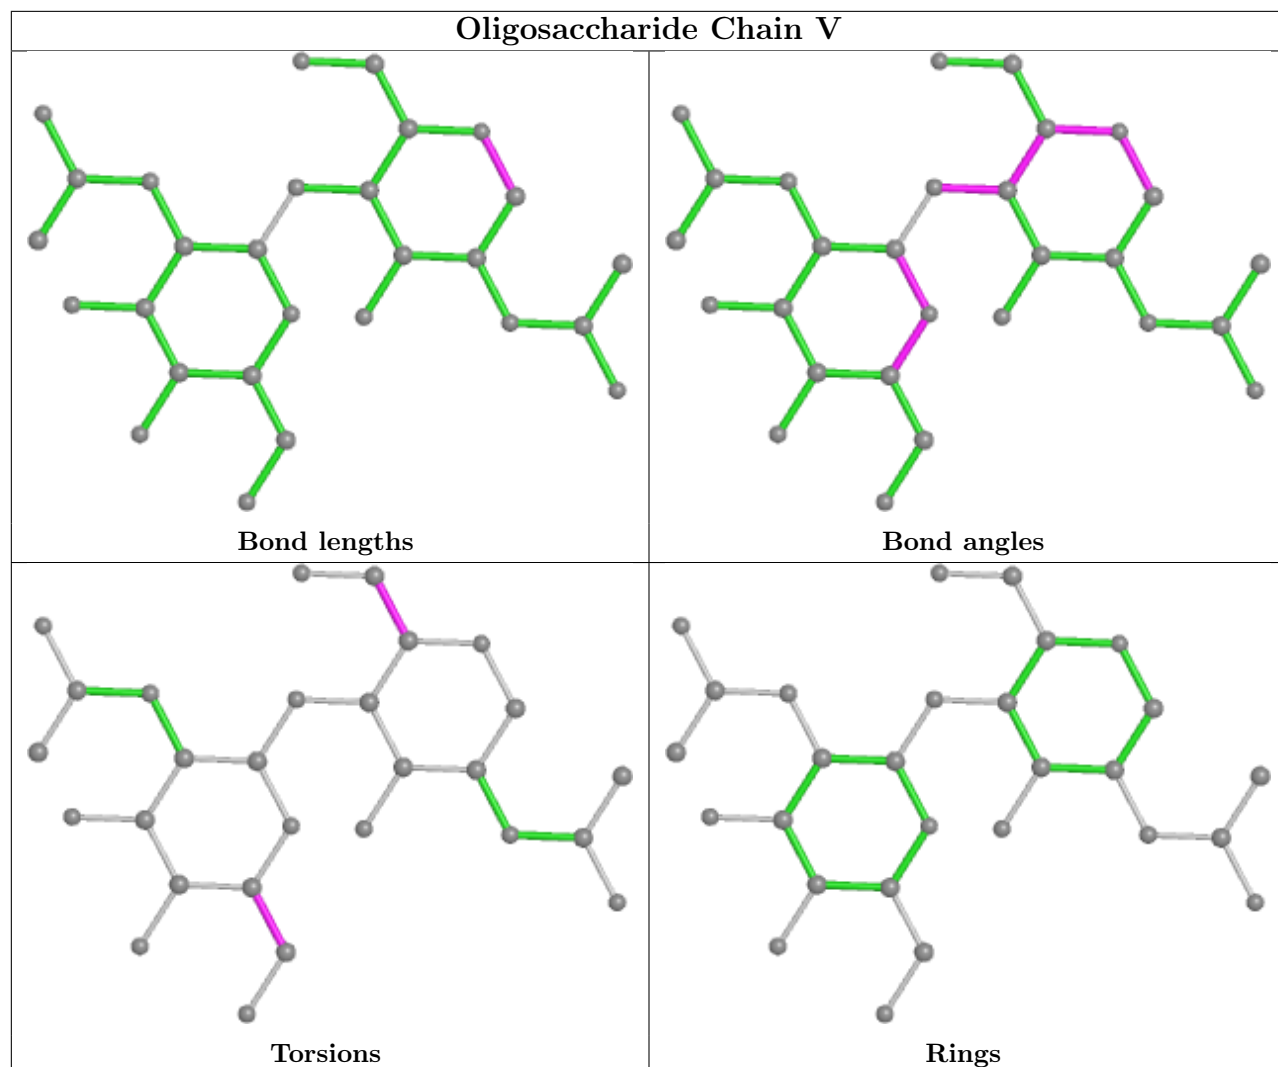 Oligosaccharide Chain V
Bond lengths
Bond angles
Torsions
Rings